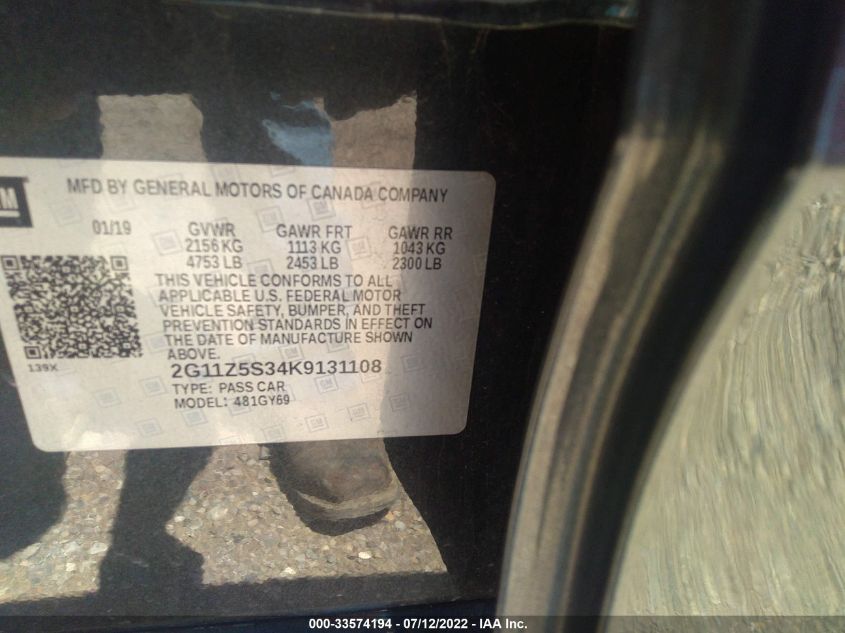 GM
MFD BY GENERAL MOTORS OF CANADA COMPANY
01/19 GVWR GAWR FRT GAWR RR
2156 KG 1113 KG 1043 KG
4753 LB 2453 LB 2300 LB
THIS VEHICLE CONFORMS TO ALL
APPLICABLE U.S. FEDERAL MOTOR
VEHICLE SAFETY, BUMPER, AND THEFT
PREVENTION STANDARDS IN EFFECT ON
THE DATE OF MANUFACTURE SHOWN
ABOVE.
139X
2G11Z5S34K9131108
TYPE: PASS CAR
MODEL: 481GY69
000-33574194 - 07/12/2022 - IAA Inc.